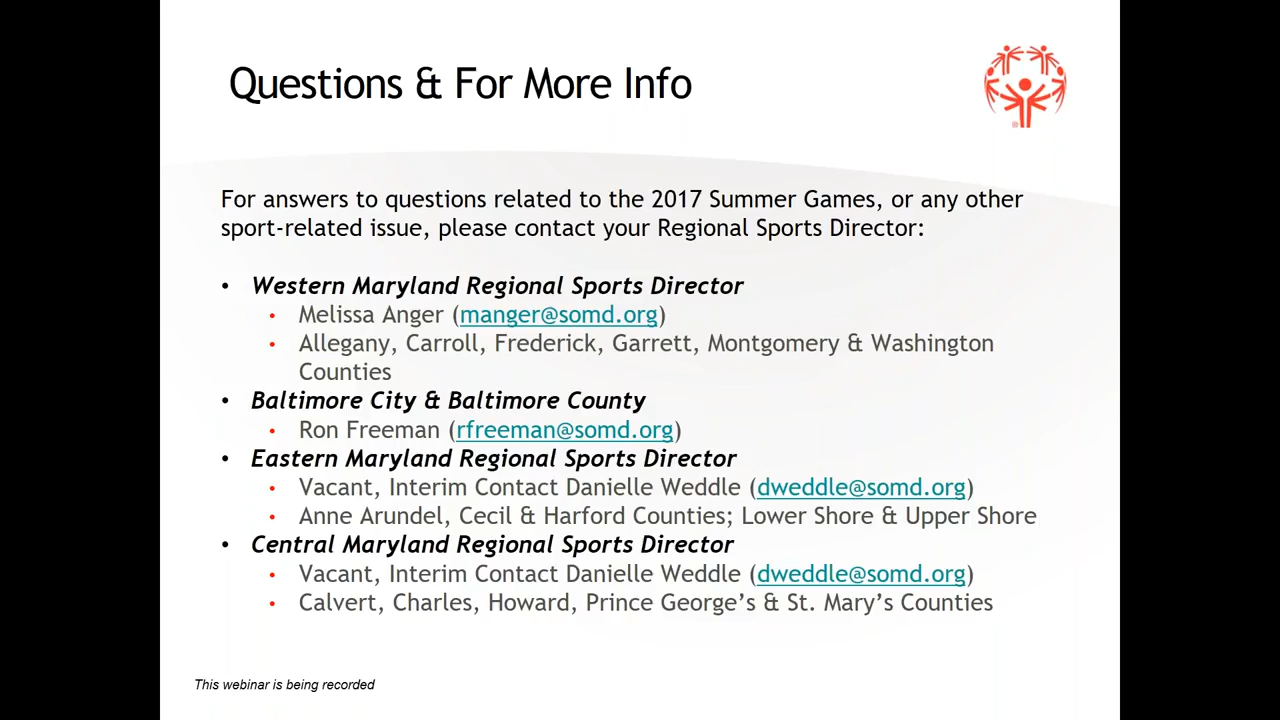 Questions & For More Info
®
For answers to questions related to the 2017 Summer Games, or any other
sport-related issue, please contact your Regional Sports Director:
• Western Maryland Regional Sports Director
• Melissa Anger (manger@somd.org)
• Allegany, Carroll, Frederick, Garrett, Montgomery & Washington
Counties
• Baltimore City & Baltimore County
• Ron Freeman (rfreeman@somd.org)
• Eastern Maryland Regional Sports Director
• Vacant, Interim Contact Danielle Weddle (dweddle@somd.org)
• Anne Arundel, Cecil & Harford Counties; Lower Shore & Upper Shore
• Central Maryland Regional Sports Director
• Vacant, Interim Contact Danielle Weddle (dweddle@somd.org)
• Calvert, Charles, Howard, Prince George’s & St. Mary’s Counties
This webinar is being recorded